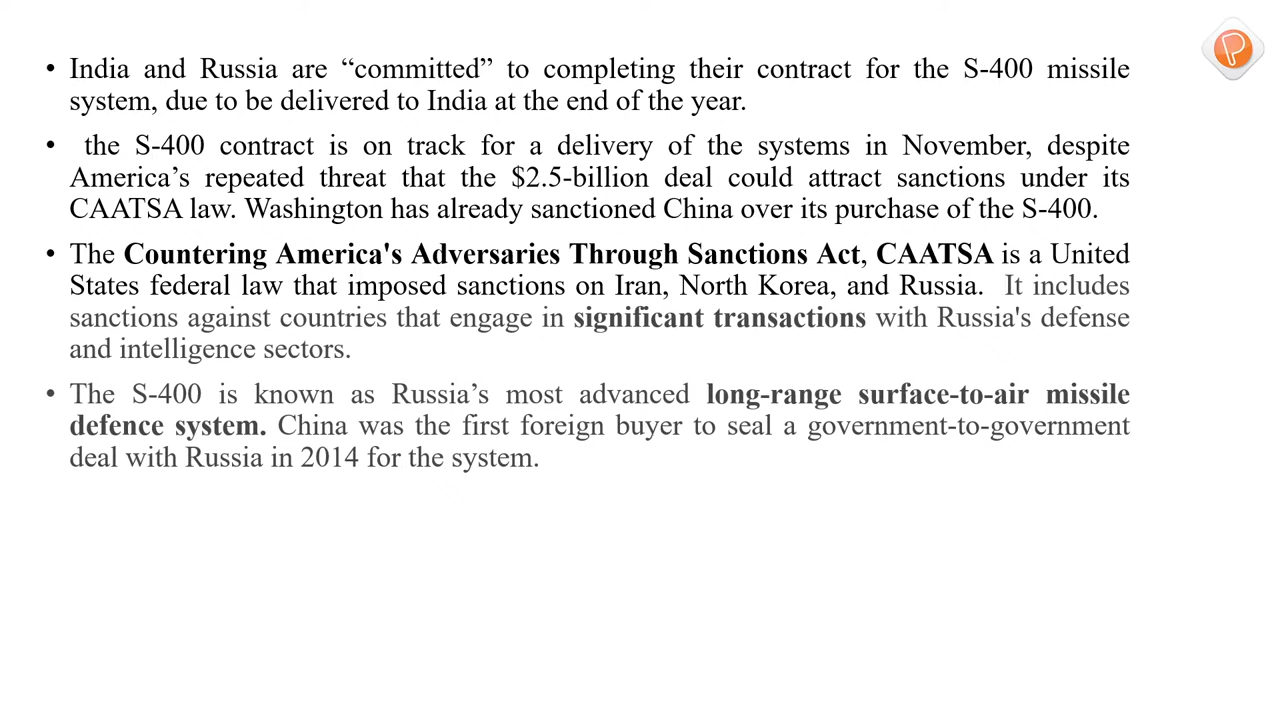 • India and Russia are “committed” to completing their contract for the S-400 missile
system, due to be delivered to India at the end of the year.
• the S-400 contract is on track for a delivery of the systems in November, despite
America’s repeated threat that the $2.5-billion deal could attract sanctions under its
CAATSA law. Washington has already sanctioned China over its purchase of the S-400.
• The Countering America's Adversaries Through Sanctions Act, CAATSA is a United
States federal law that imposed sanctions on Iran, North Korea, and Russia. It includes
sanctions against countries that engage in significant transactions with Russia's defense
and intelligence sectors.
• The S-400 is known as Russia’s most advanced long-range surface-to-air missile
defence system. China was the first foreign buyer to seal a government-to-government
deal with Russia in 2014 for the system.